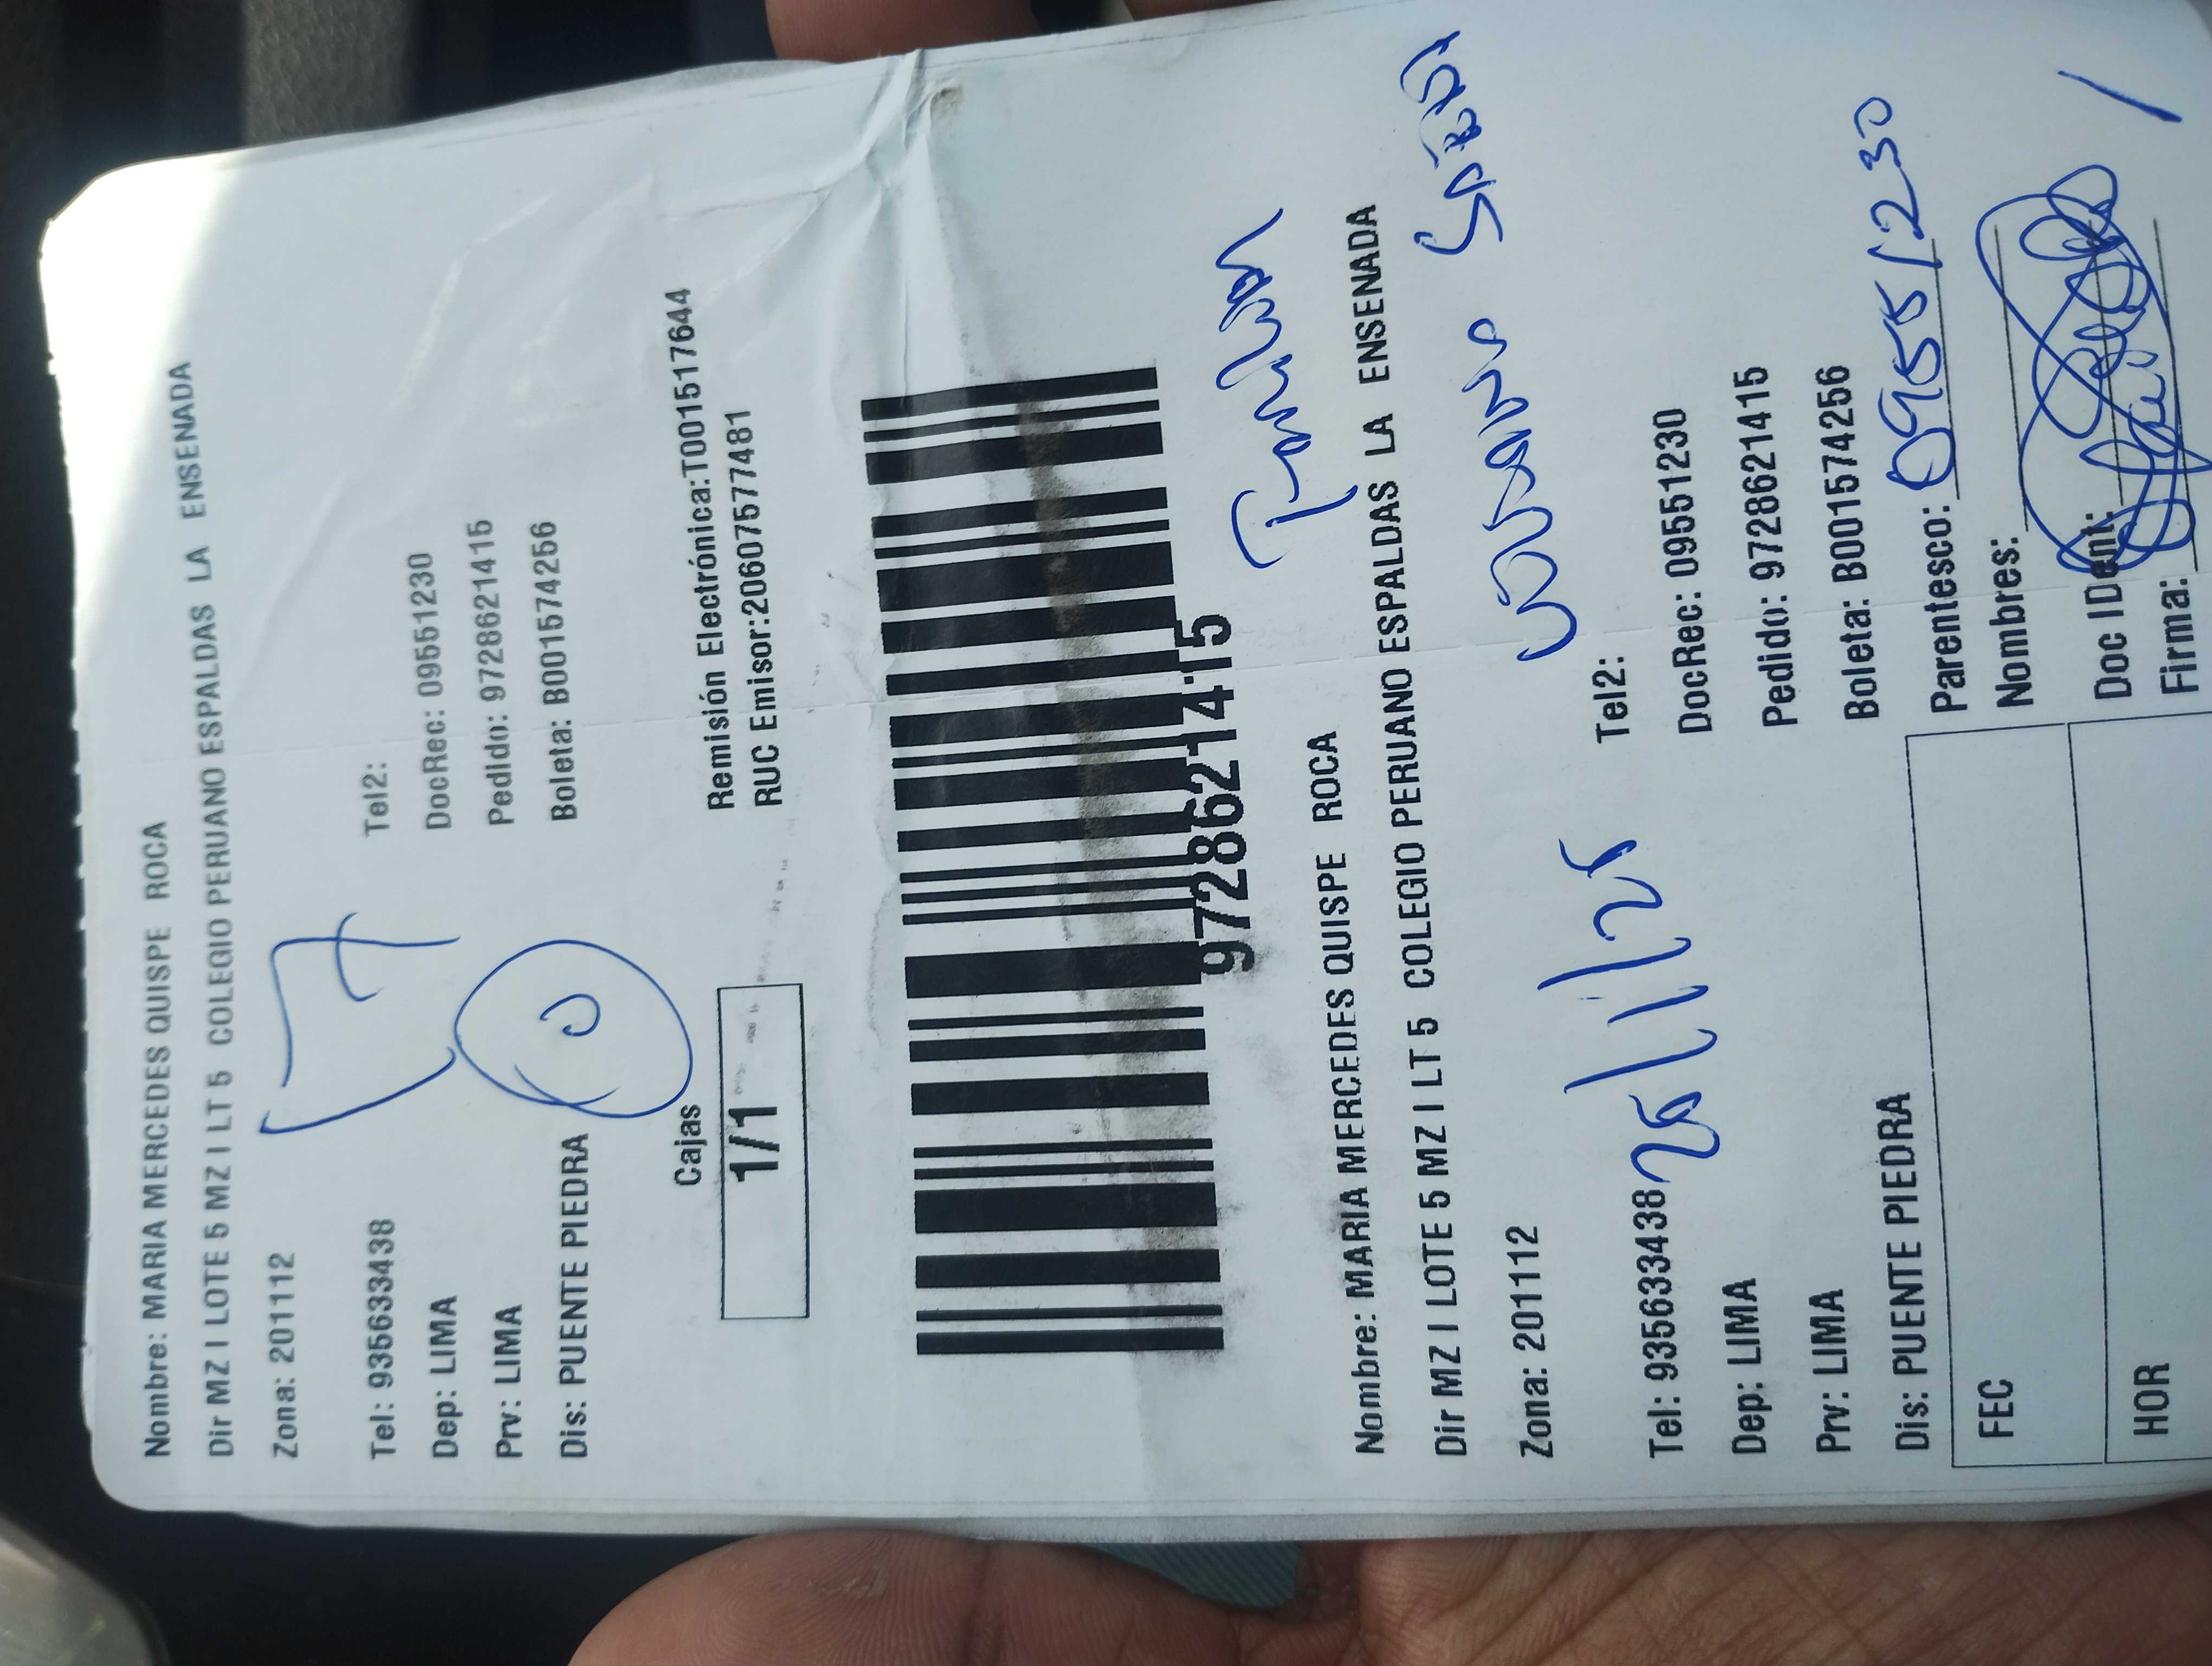 Nombre: MARIA MERCEDES QUISPE ROCA
Dir MZ I LOTE 5 MZ I LT 5 COLEGIO PERUANO ESPALDAS LA ENSENADA
Zona: 201112
Tel: 935633438 Tel2:
Dep: LIMA DocRec: 09551230
Prv: LIMA Pedido: 9728621415
Dis: PUENTE PIEDRA Boleta: B001574256
Cajas
1/1
Remisión Electrónica:T001517644
RUC Emisor:20607577481
9728621415
Nombre: MARIA MERCEDES QUISPE ROCA
Dir MZ I LOTE 5 MZ I LT 5 COLEGIO PERUANO ESPALDAS LA ENSENADA
Zona: 201112
Tel: 935633438 Tel2:
Dep: LIMA DocRec: 09551230
Prv: LIMA Pedido: 9728621415
Dis: PUENTE PIEDRA Boleta: B001574256
Parentesco: 09551230
FEC Nombres:
Doc IDent:
HOR Firma: